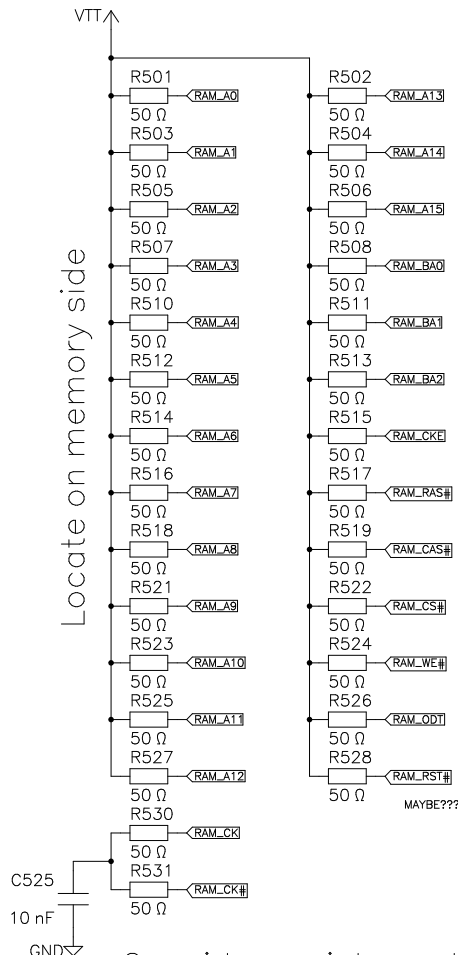 VTT
R501
50 Ω
RAM_A0
R502
50 Ω
RAM_A13
R503
50 Ω
RAM_A1
R504
50 Ω
RAM_A14
R505
50 Ω
RAM_A2
R506
50 Ω
RAM_A15
R507
50 Ω
RAM_A3
R508
50 Ω
RAM_BA0
R510
50 Ω
RAM_A4
R511
50 Ω
RAM_BA1
R512
50 Ω
RAM_A5
R513
50 Ω
RAM_BA2
R514
50 Ω
RAM_A6
R515
50 Ω
RAM_CKE
R516
50 Ω
RAM_A7
R517
50 Ω
RAM_RAS#
R518
50 Ω
RAM_A8
R519
50 Ω
RAM_CAS#
R521
50 Ω
RAM_A9
R522
50 Ω
RAM_CS#
R523
50 Ω
RAM_A10
R524
50 Ω
RAM_WE#
R525
50 Ω
RAM_A11
R526
50 Ω
RAM_ODT
R527
50 Ω
RAM_A12
R528
50 Ω
RAM_RST#
MAYBE???
R530
50 Ω
RAM_CK
R531
50 Ω
RAM_CK#
C525
10 nF
GND
Locate on memory side